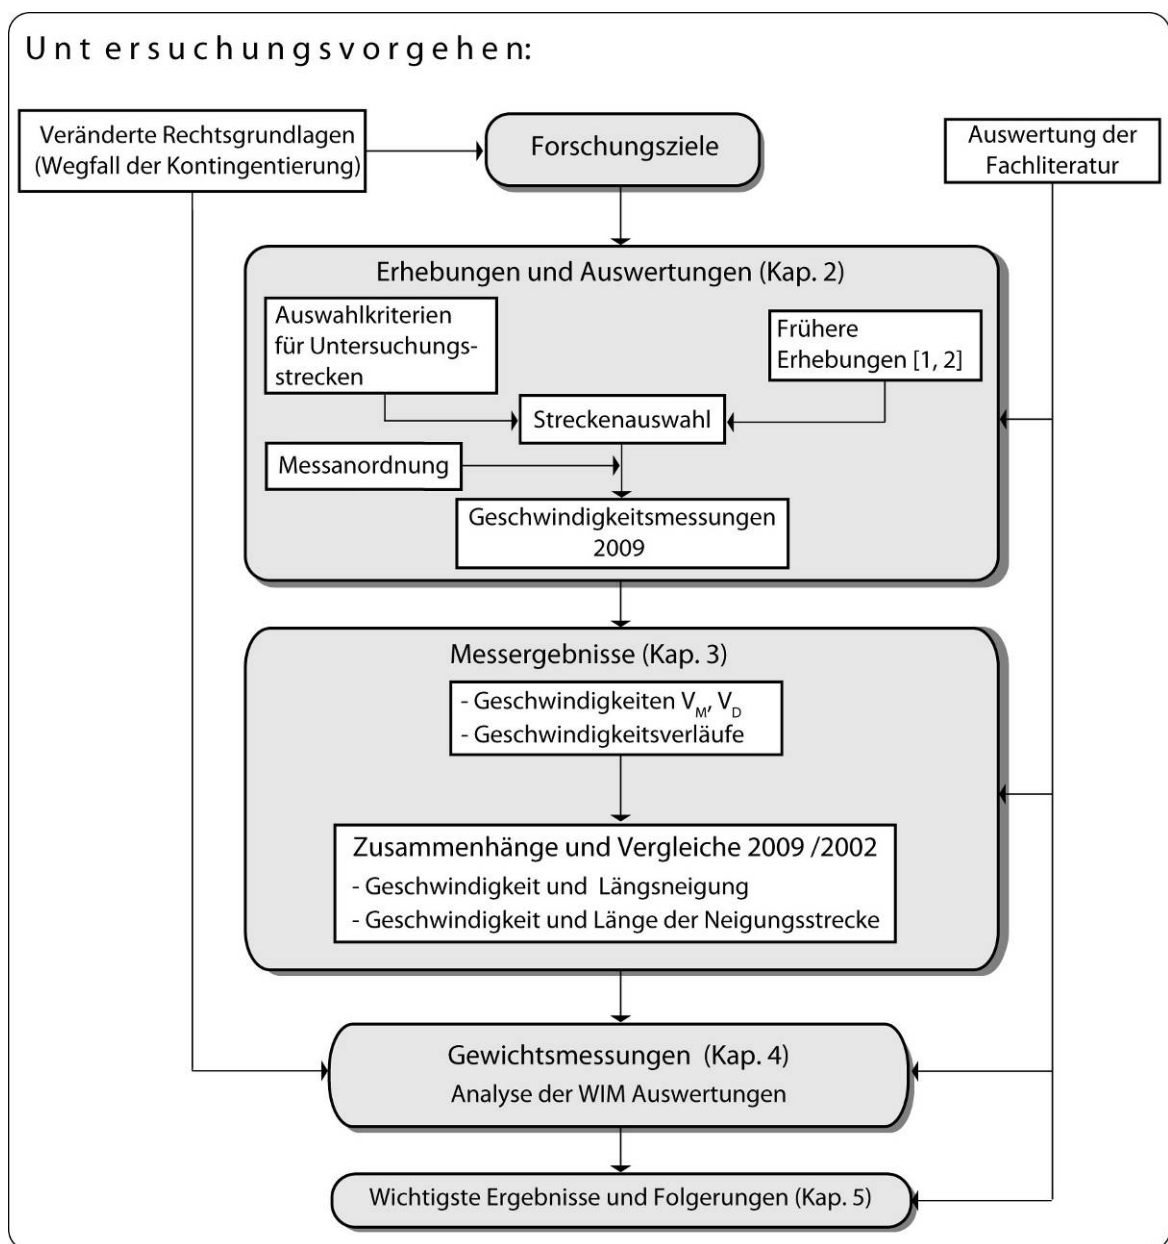 Untersuchungsvorgehen:
Veränderte Rechtsgrundlagen
(Wegfall der Kontingentierung)
Forschungsziele
Auswertung der
Fachliteratur
Erhebungen und Auswertungen (Kap. 2)
Auswahlkriterien
für Untersuchungs-
strecken
Frühere
Erhebungen [1, 2]
Streckenauswahl
Messanordnung
Geschwindigkeitsmessungen
2009
Messergebnisse (Kap. 3)
- Geschwindigkeiten V_M, V_D
- Geschwindigkeitsverläufe
Zusammenhänge und Vergleiche 2009 /2002
- Geschwindigkeit und Längsneigung
- Geschwindigkeit und Länge der Neigungsstrecke
Gewichtsmessungen (Kap. 4)
Analyse der WIM Auswertungen
Wichtigste Ergebnisse und Folgerungen (Kap. 5)